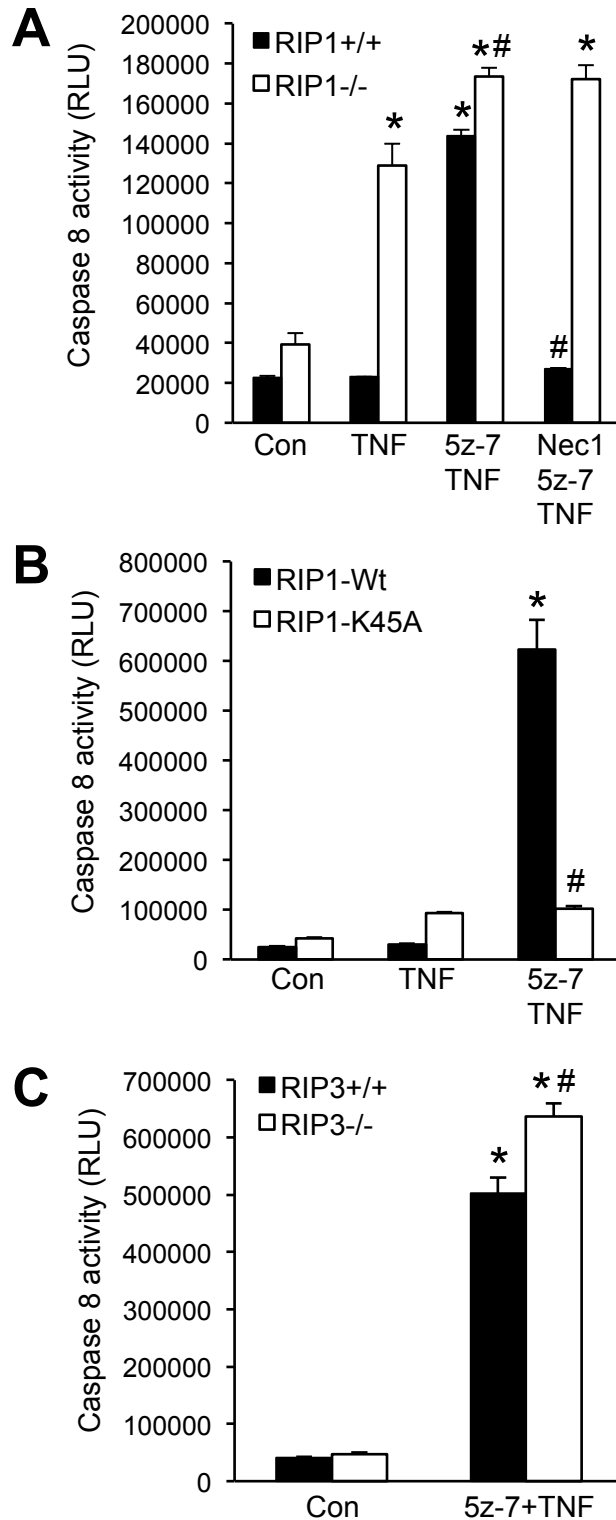 A
Caspase 8 activity (RLU)
RIP1+/+
RIP1-/-
200000
180000
160000
140000
120000
100000
80000
60000
40000
20000
0
*
*
*#
#
*
Con
TNF
5z-7
TNF
Nec1
5z-7
TNF
B
Caspase 8 activity (RLU)
RIP1-Wt
RIP1-K45A
800000
700000
600000
500000
400000
300000
200000
100000
0
*
#
Con
TNF
5z-7
TNF
C
Caspase 8 activity (RLU)
RIP3+/+
RIP3-/-
700000
600000
500000
400000
300000
200000
100000
0
*
*#
Con
5z-7+TNF